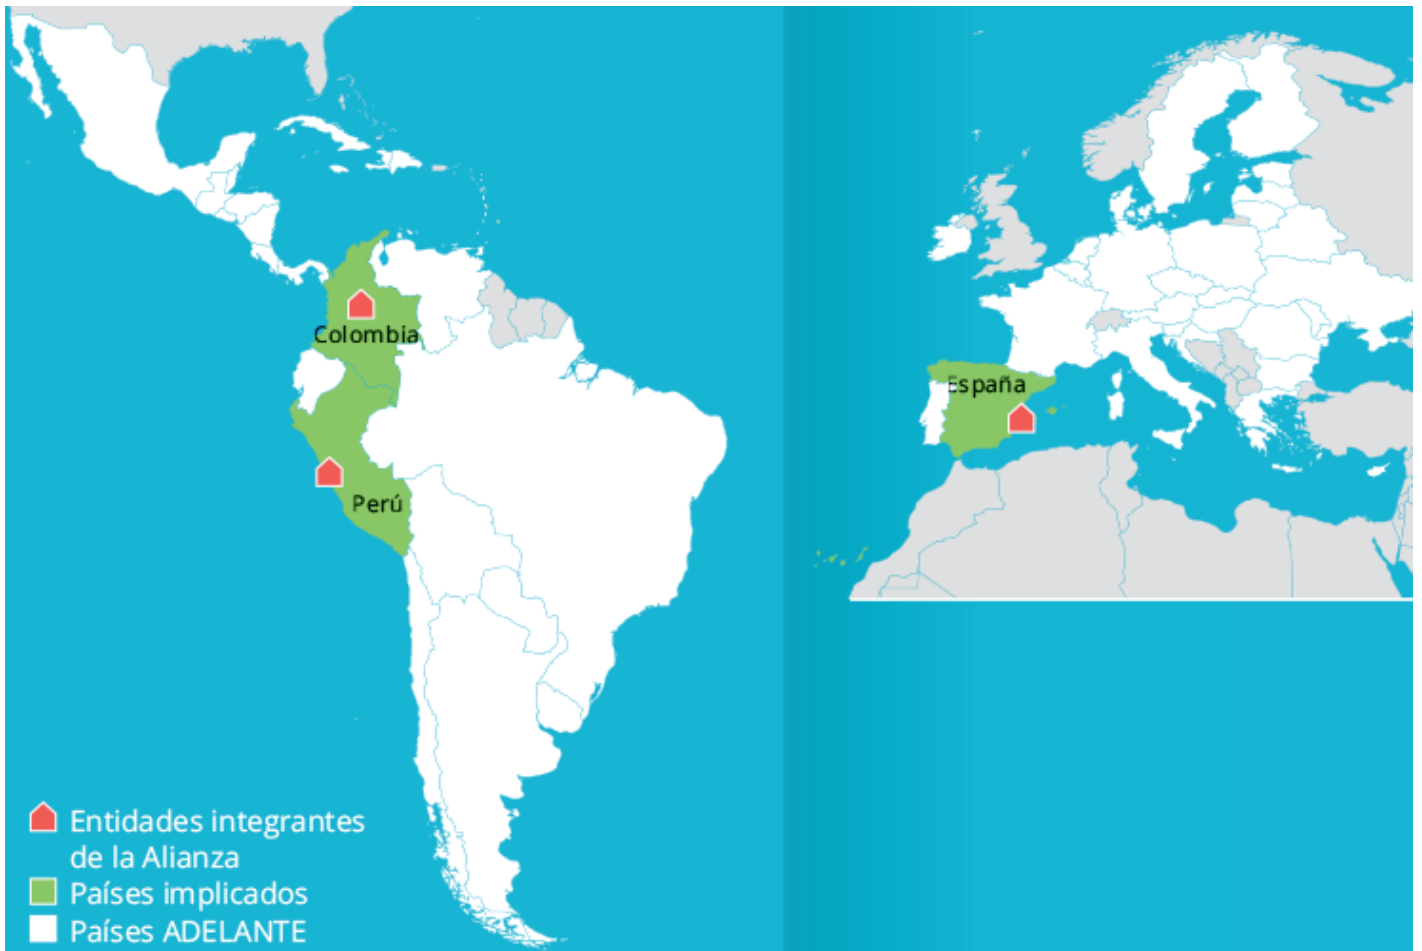 Colombia
Perú
España
Entidades integrantes
de la Alianza
Países implicados
Países ADELANTE